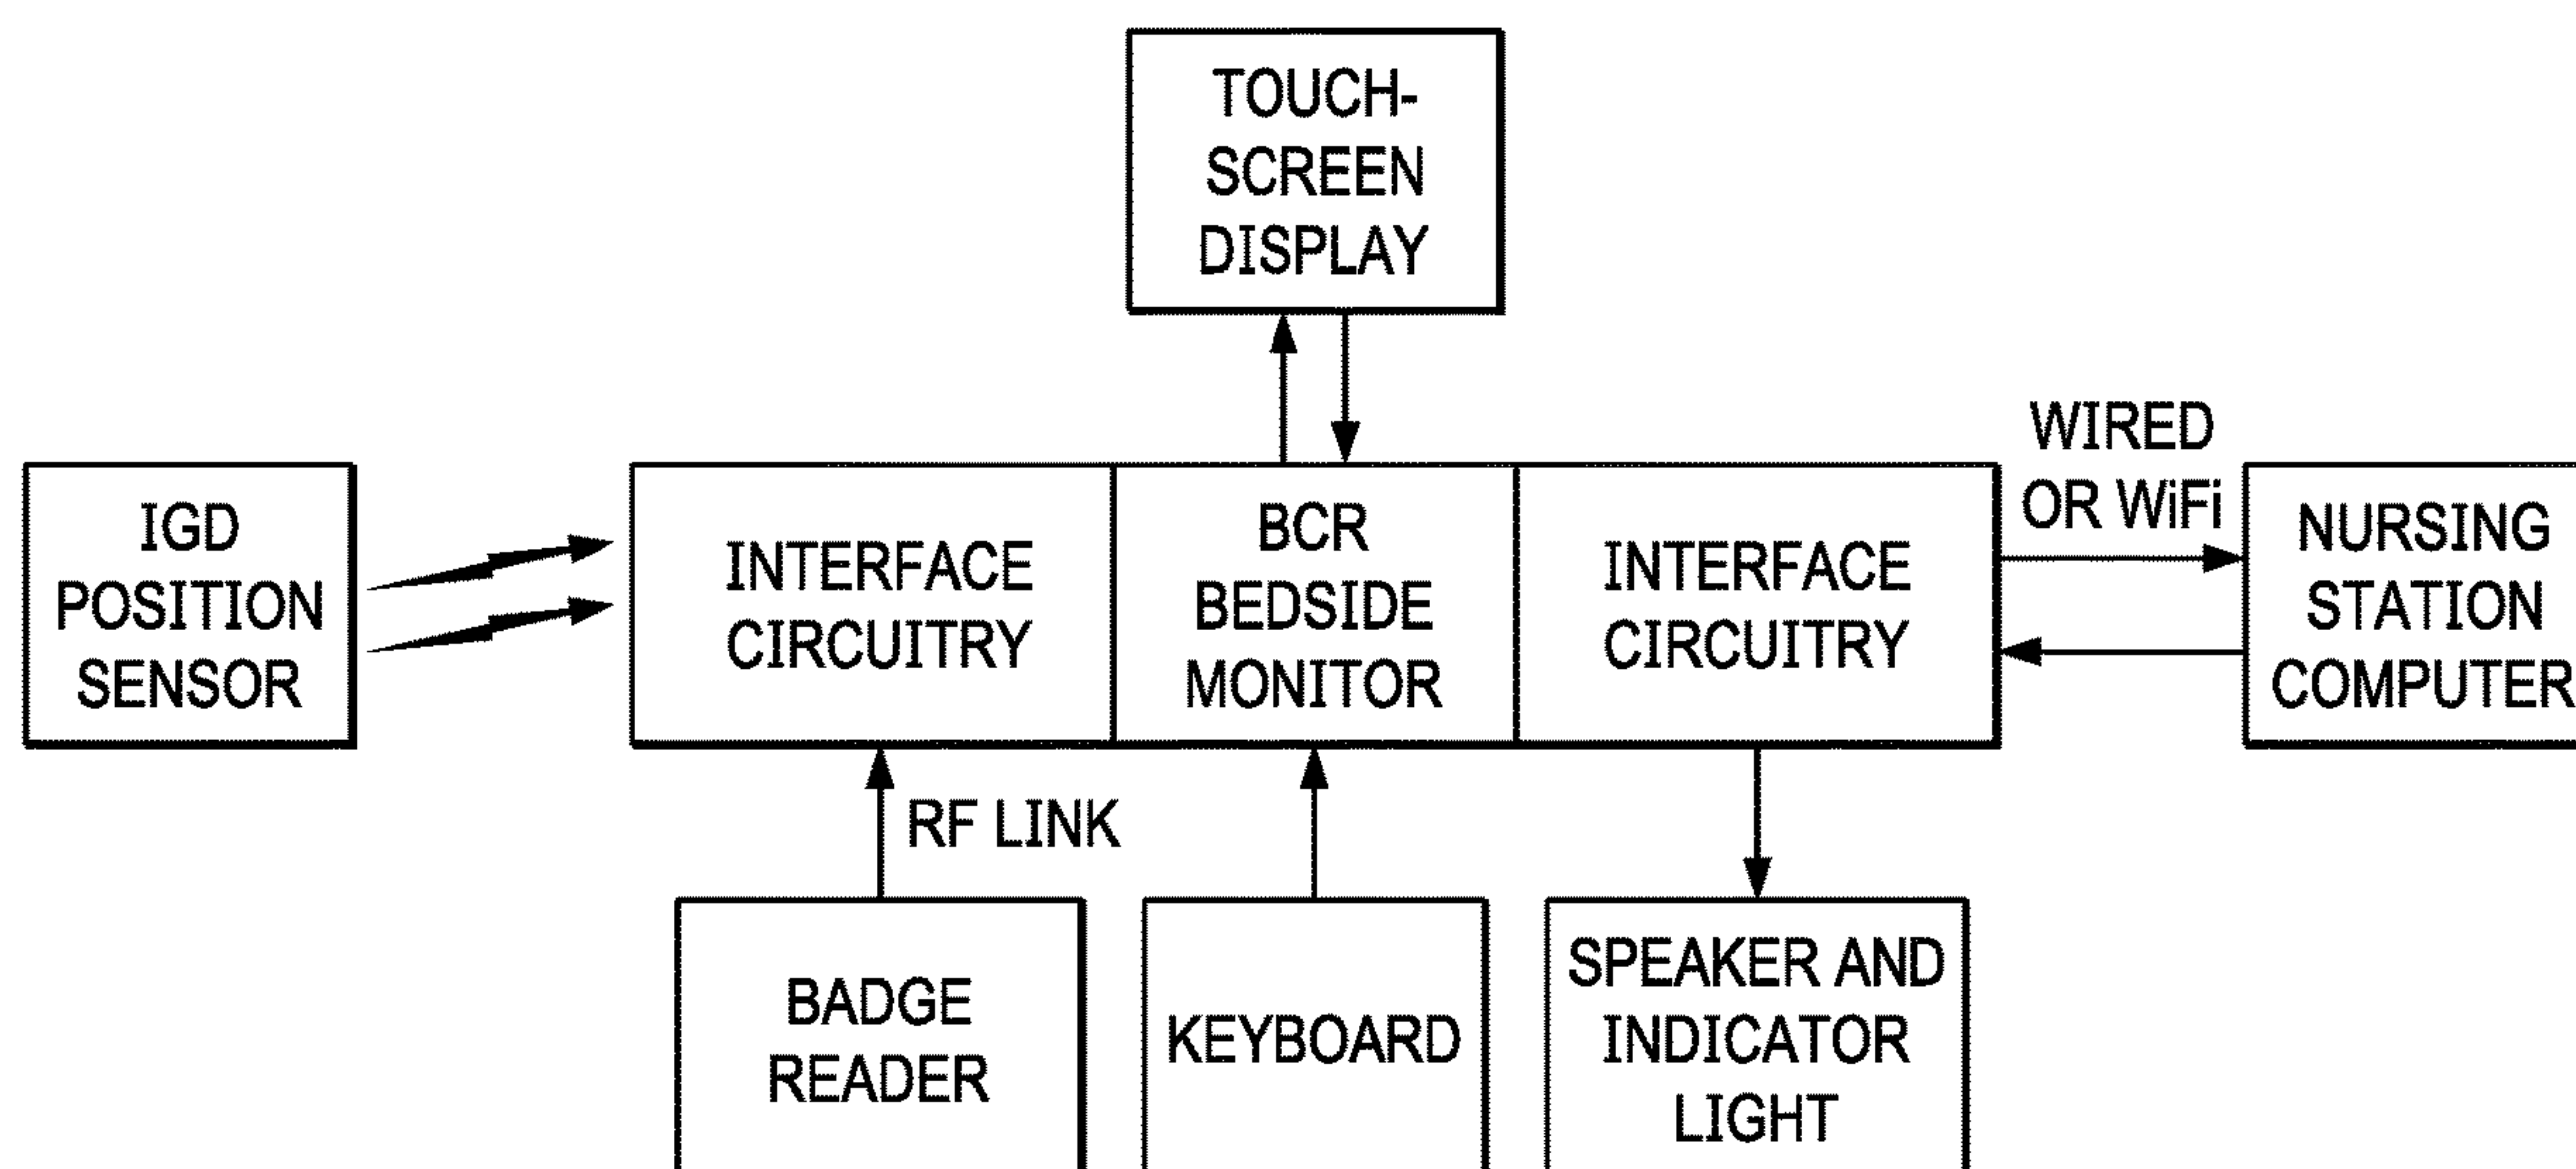 TOUCH-
SCREEN
DISPLAY
IGD
POSITION
SENSOR
INTERFACE
CIRCUITRY
BCR
BEDSIDE
MONITOR
INTERFACE
CIRCUITRY
WIRED
OR WiFi
NURSING
STATION
COMPUTER
RF LINK
BADGE
READER
KEYBOARD
SPEAKER AND
INDICATOR
LIGHT